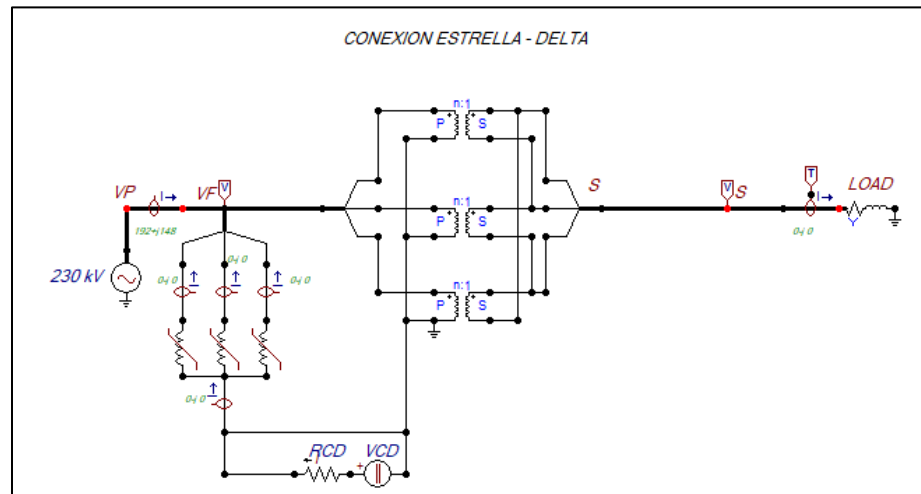 CONEXION ESTRELLA - DELTA
n:1
P S
VP
I
VF
V
192+j148
230 kV
0-j 0
0-j 0
0-j 0
I
I
I
n:1
P S
S
V
S
T
I
LOAD
Y
0-j 0
n:1
P S
0-j 0
I
RCD
I
VCD
+